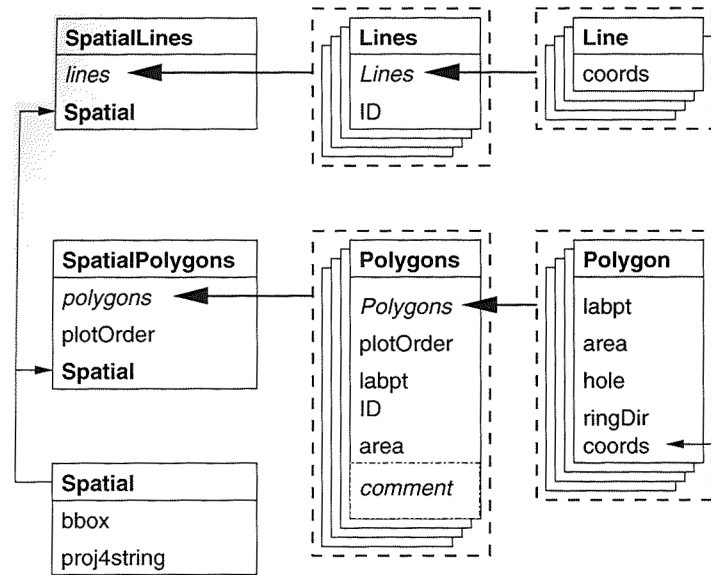 SpatialLines
lines
Spatial
Lines
Lines
ID
Line
coords
SpatialPolygons
polygons
plotOrder
Spatial
Polygons
Polygons
plotOrder
labpt
ID
area
comment
Polygon
labpt
area
hole
ringDir
coords
Spatial
bbox
proj4string